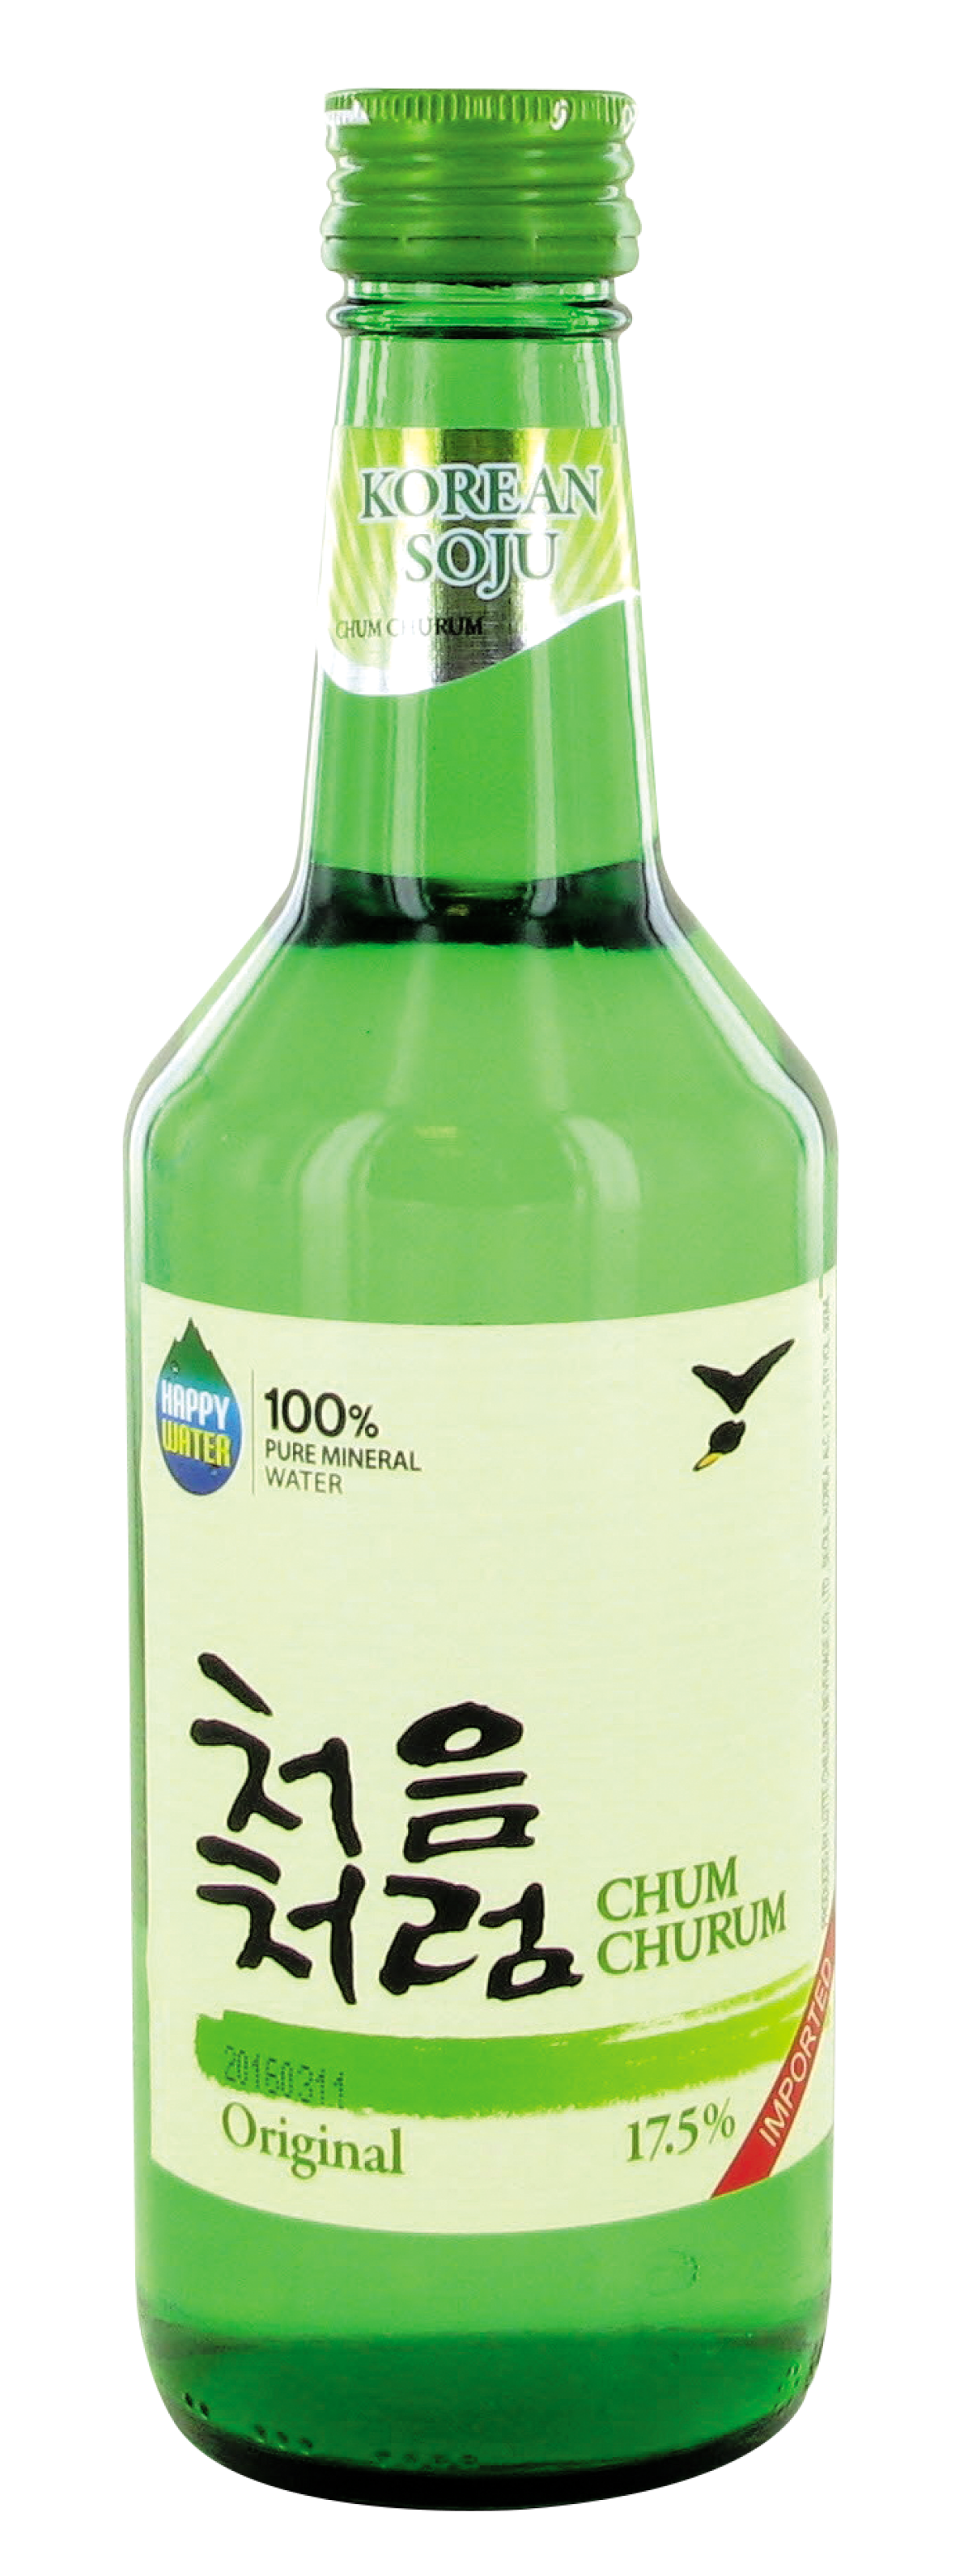 KOREAN
SOJU
CHUM CHURUM
HAPPY
WATER
100%
PURE MINERAL
WATER
처음
처럼
CHUM
CHURUM
20160311
Original
17.5%
IMPORTED